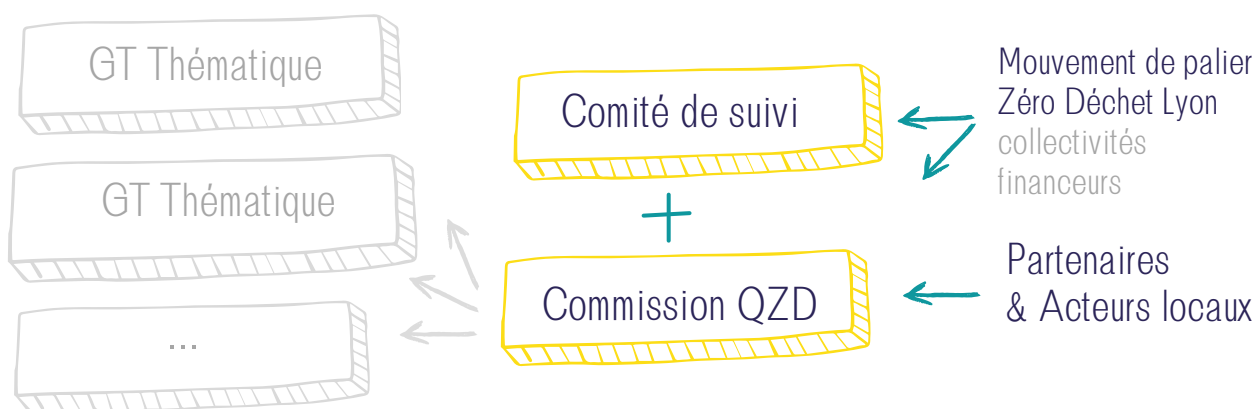 GT Thématique
GT Thématique
...
Comité de suivi
+
Commission QZD
Mouvement de palier
Zéro Déchet Lyon
collectivités
financeurs
Partenaires
& Acteurs locaux